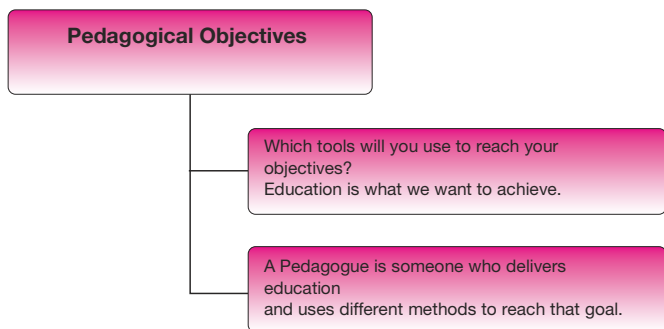 Pedagogical Objectives
Which tools will you use to reach your
objectives?
Education is what we want to achieve.
A Pedagogue is someone who delivers
education
and uses different methods to reach that goal.